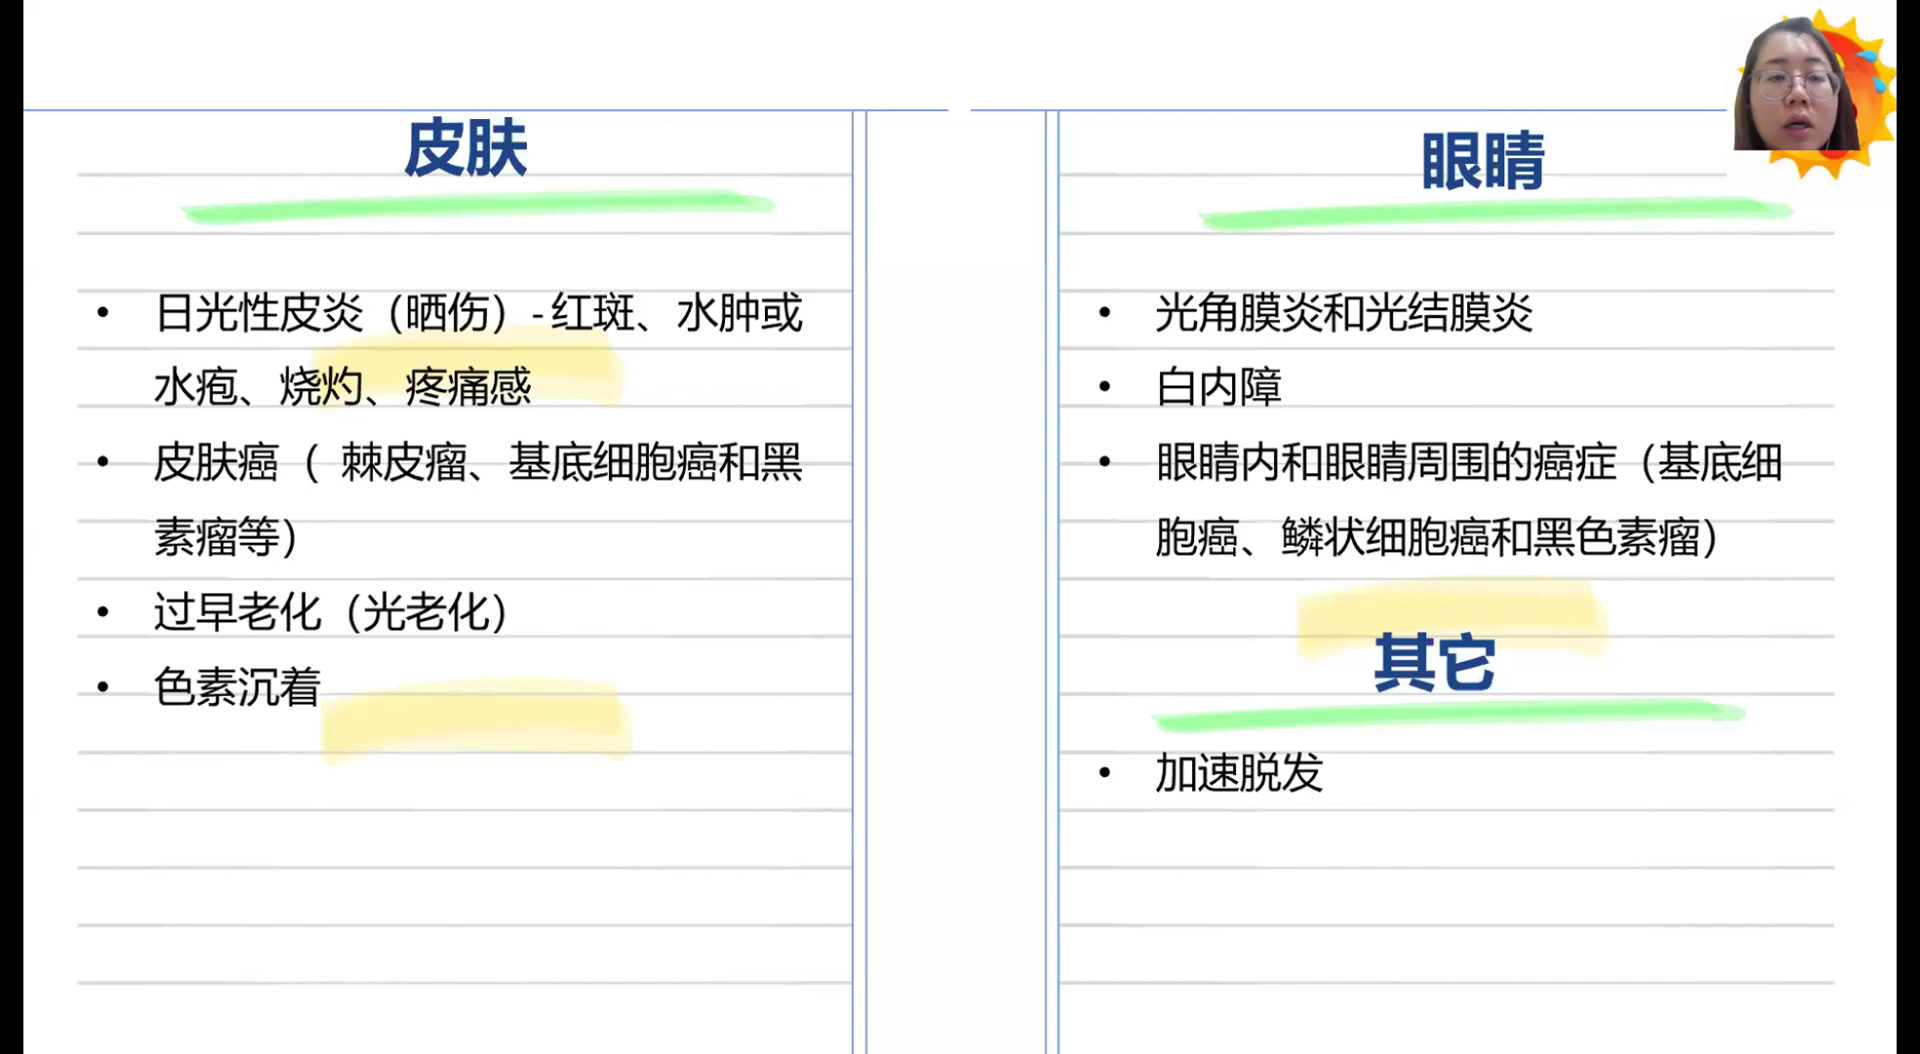 皮肤
• 日光性皮炎（晒伤）- 红斑、水肿或
水疱、烧灼、疼痛感
• 皮肤癌（ 棘皮瘤、基底细胞癌和黑
素瘤等）
• 过早老化（光老化）
• 色素沉着
眼睛
• 光角膜炎和光结膜炎
• 白内障
• 眼睛内和眼睛周围的癌症（基底细
胞癌、鳞状细胞癌和黑色素瘤）
其它
• 加速脱发